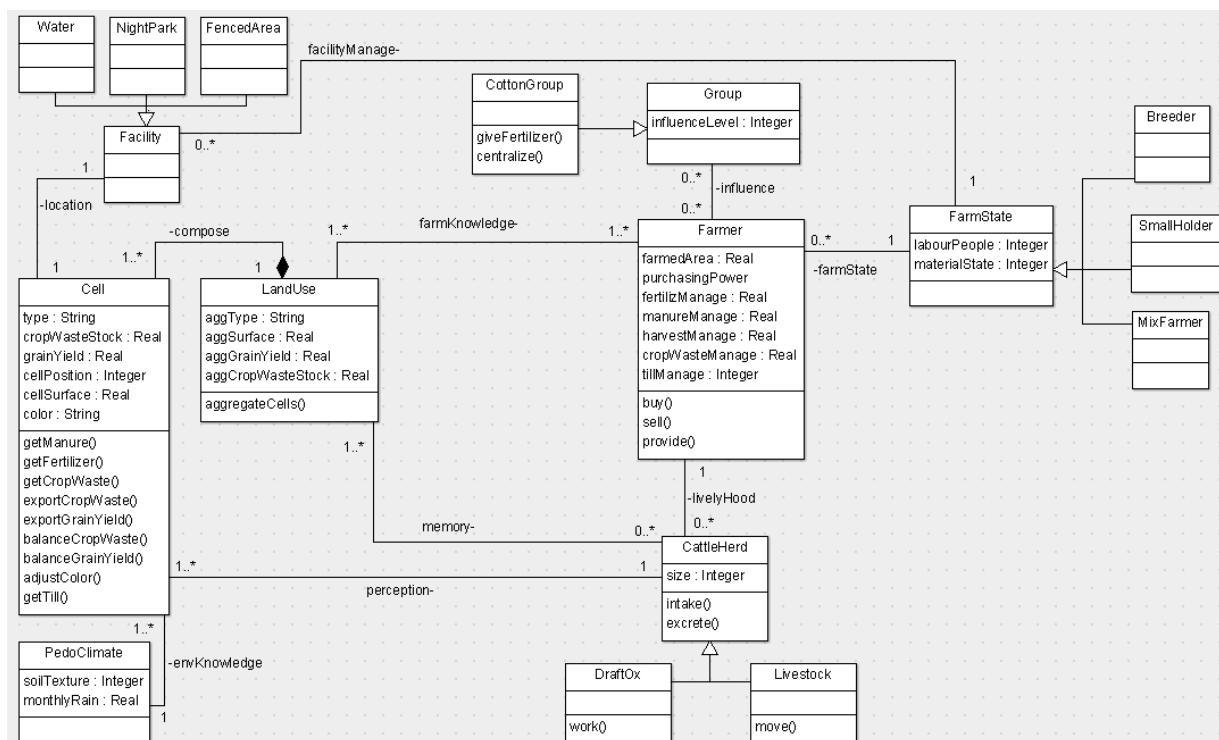 Water
NightPark
FencedArea
facilityManage-
Facility
0..*
1
-location
1
CottonGroup
giveFertilizer()
centralize()
Group
influenceLevel : Integer
0..*
-influence
0..*
Breeder
SmallHolder
MixFarmer
1
FarmState
labourPeople : Integer
materialState : Integer
0..*
1
-farmState
-compose
1..*
1
1..*
farmKnowledge-
1..*
Farmer
farmedArea : Real
purchasingPower
fertilizManage : Real
manureManage : Real
harvestManage : Real
cropWasteManage : Real
tillManage : Integer
buy()
sell()
provide()
Cell
type : String
cropWasteStock : Real
grainYield : Real
cellPosition : Integer
cellSurface : Real
color : String
getManure()
getFertilizer()
getCropWaste()
exportCropWaste()
exportGrainYield()
balanceCropWaste()
balanceGrainYield()
adjustColor()
getTill()
LandUse
aggType : String
aggSurface : Real
aggGrainYield : Real
aggCropWasteStock : Real
aggregateCells()
1..*
memory-
0..*
1
-livelyHood
0..*
1..*
perception-
1
CattleHerd
size : Integer
intake()
excrete()
1..*
-envKnowledge
1
PedoClimate
soilTexture : Integer
monthlyRain : Real
DraftOx
work()
Livestock
move()